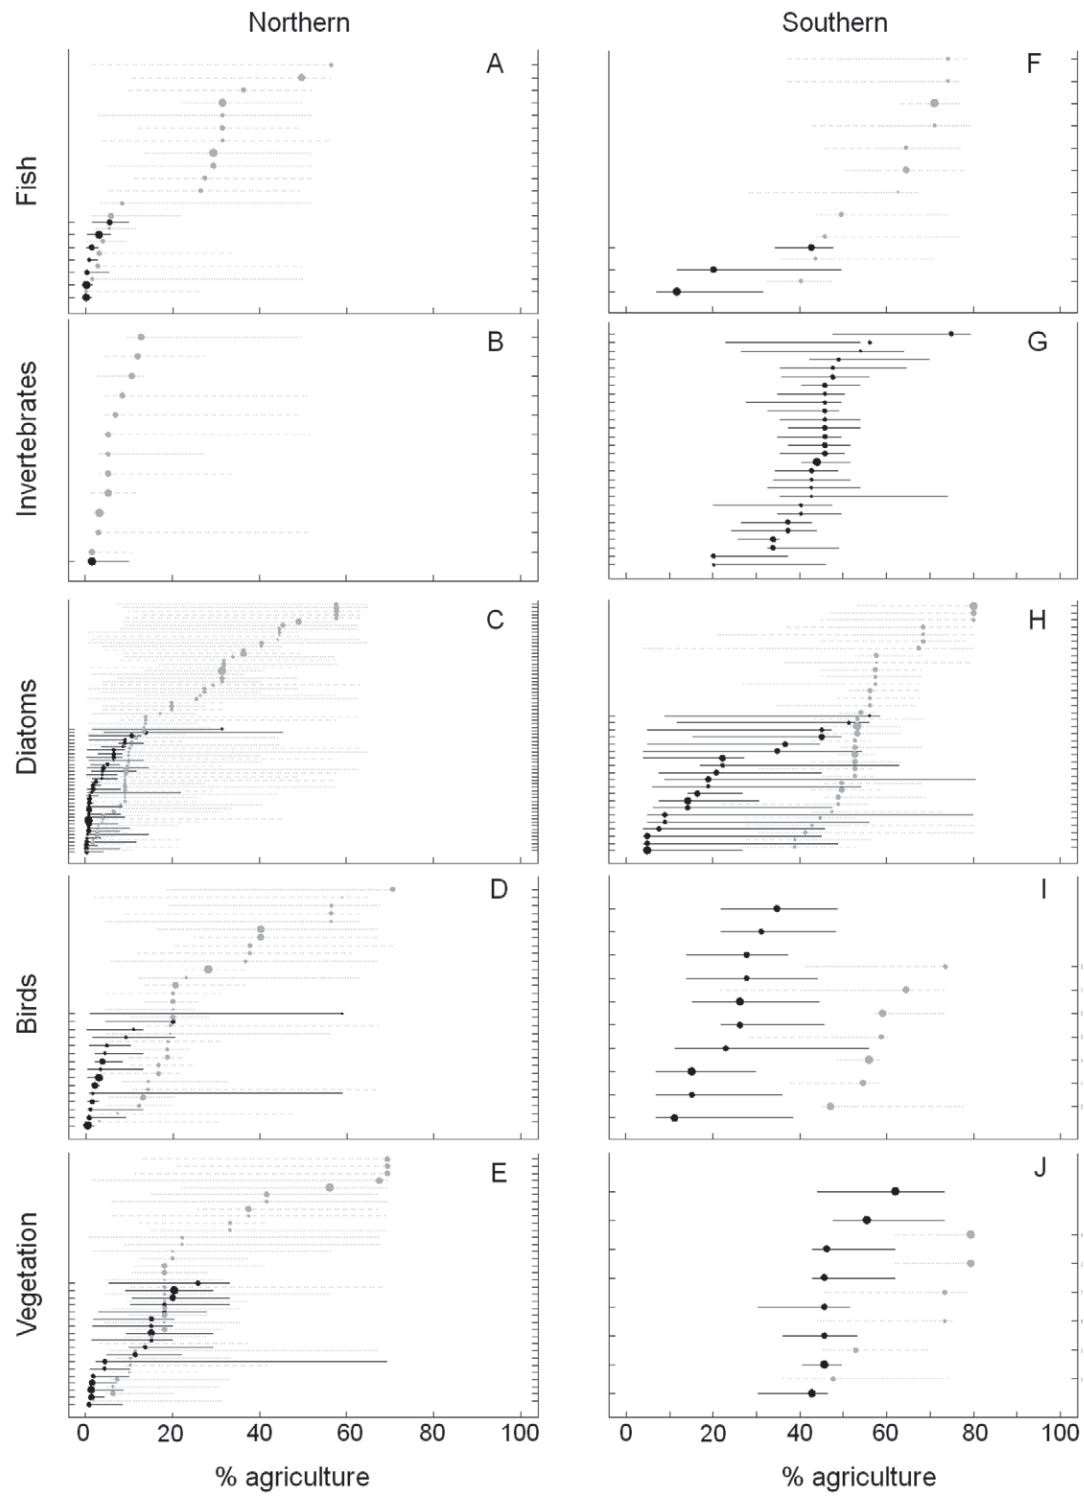 Northern
Southern
Fish
A
F
Invertebrates
B
G
Diatoms
C
H
Birds
D
I
Vegetation
E
J
0 20 40 60 80 100
0 20 40 60 80 100
% agriculture
% agriculture